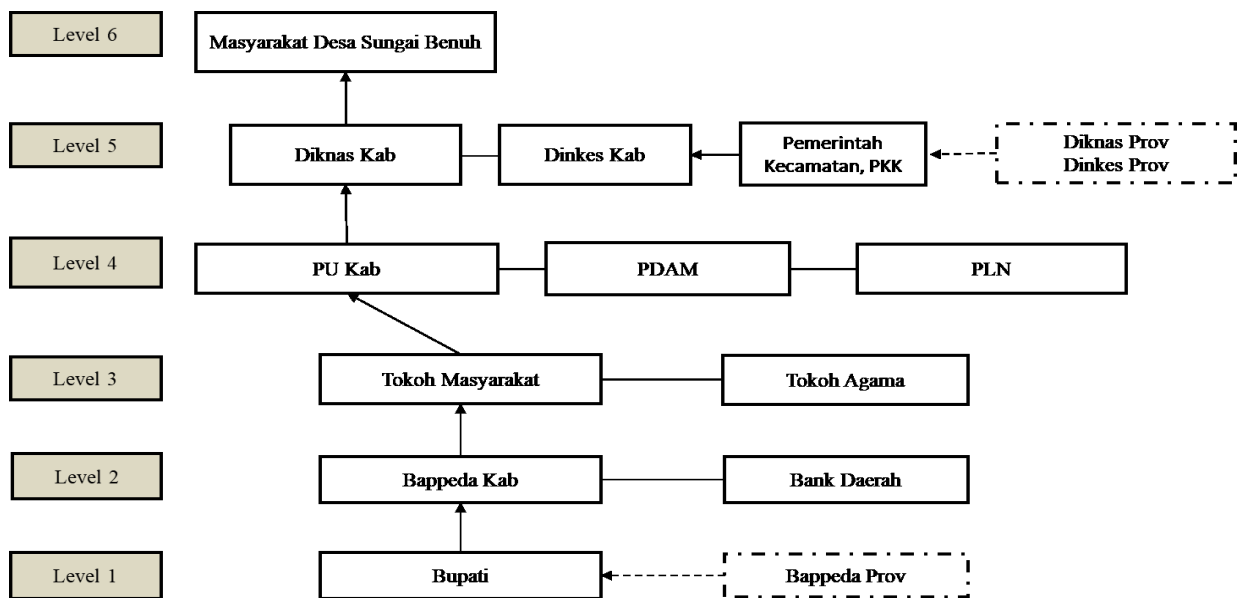 Level 6
Masyarakat Desa Sungai Benuh
Level 5
Diknas Kab
Dinkes Kab
Pemerintah
Kecamatan, PKK
Diknas Prov
Dinkes Prov
Level 4
PU Kab
PDAM
PLN
Level 3
Tokoh Masyarakat
Tokoh Agama
Level 2
Bappeda Kab
Bank Daerah
Level 1
Bupati
Bappeda Prov